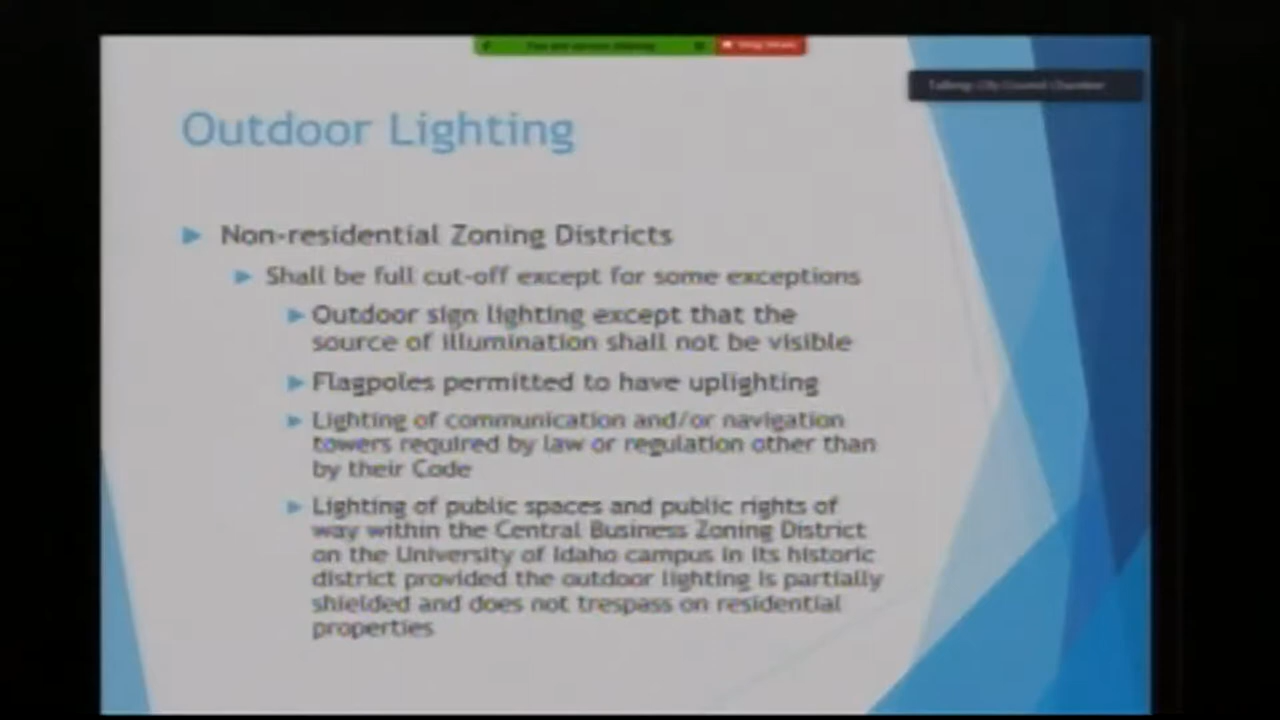 Talking: City Council Chamber
Outdoor Lighting
Non-residential Zoning Districts
Shall be full cut-off except for some exceptions
Outdoor sign lighting except that the
source of illumination shall not be visible
Flagpoles permitted to have uplighting
Lighting of communication and/or navigation
towers required by law or regulation other than
by their Code
Lighting of public spaces and public rights of
way within the Central Business Zoning District
on the University of Idaho campus in its historic
district provided the outdoor lighting is partially
shielded and does not trespass on residential
properties